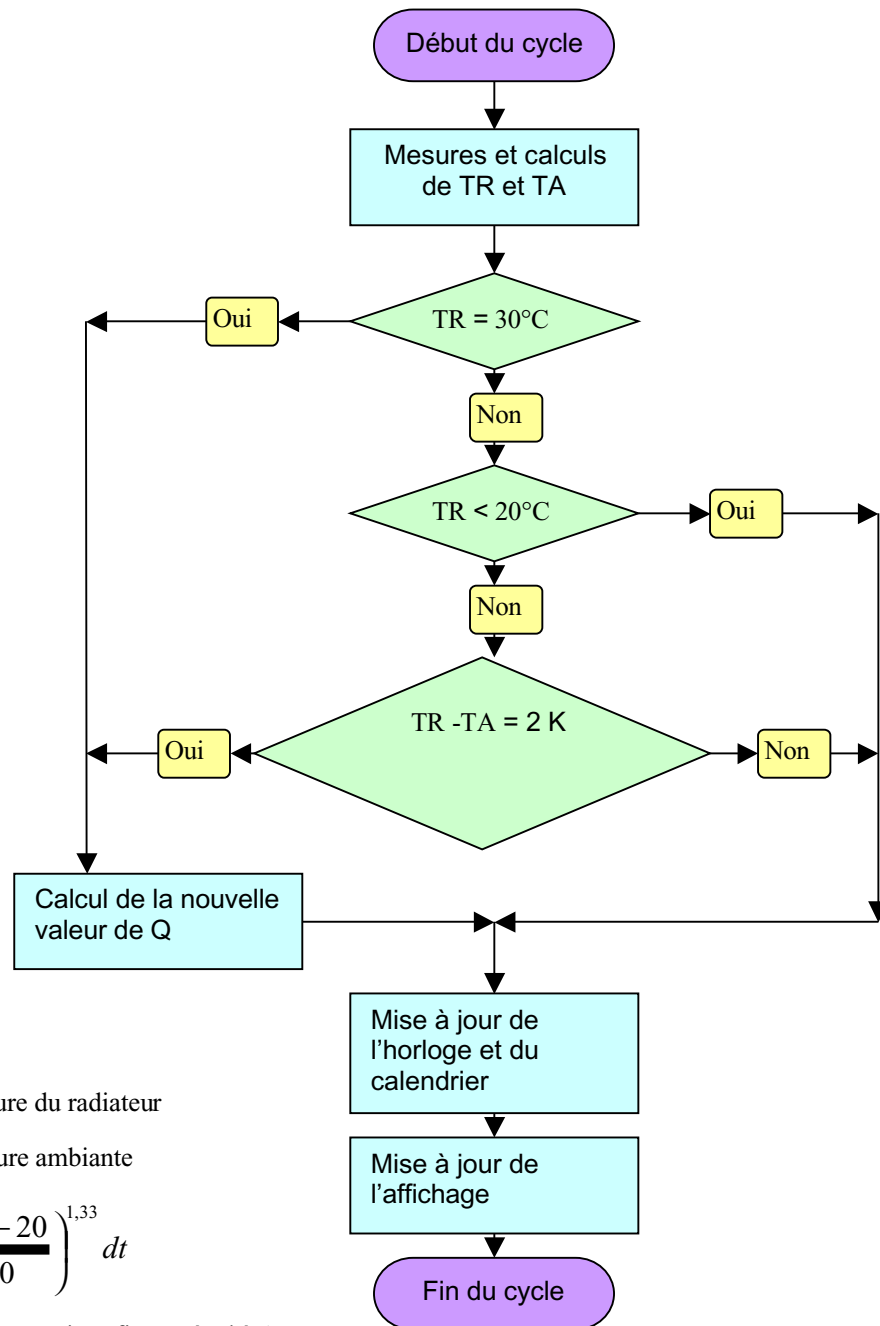 Début du cycle
Mesures et calculs
de TR et TA
TR = 30°C
Oui
Non
TR < 20°C
Oui
Non
TR -TA = 2 K
Oui
Non
Calcul de la nouvelle
valeur de Q
Mise à jour de
l'horloge et du
calendrier
ure du radiateur
Mise à jour de
l'affichage
ure ambiante
– 20
0
1,33
dt
Fin du cycle